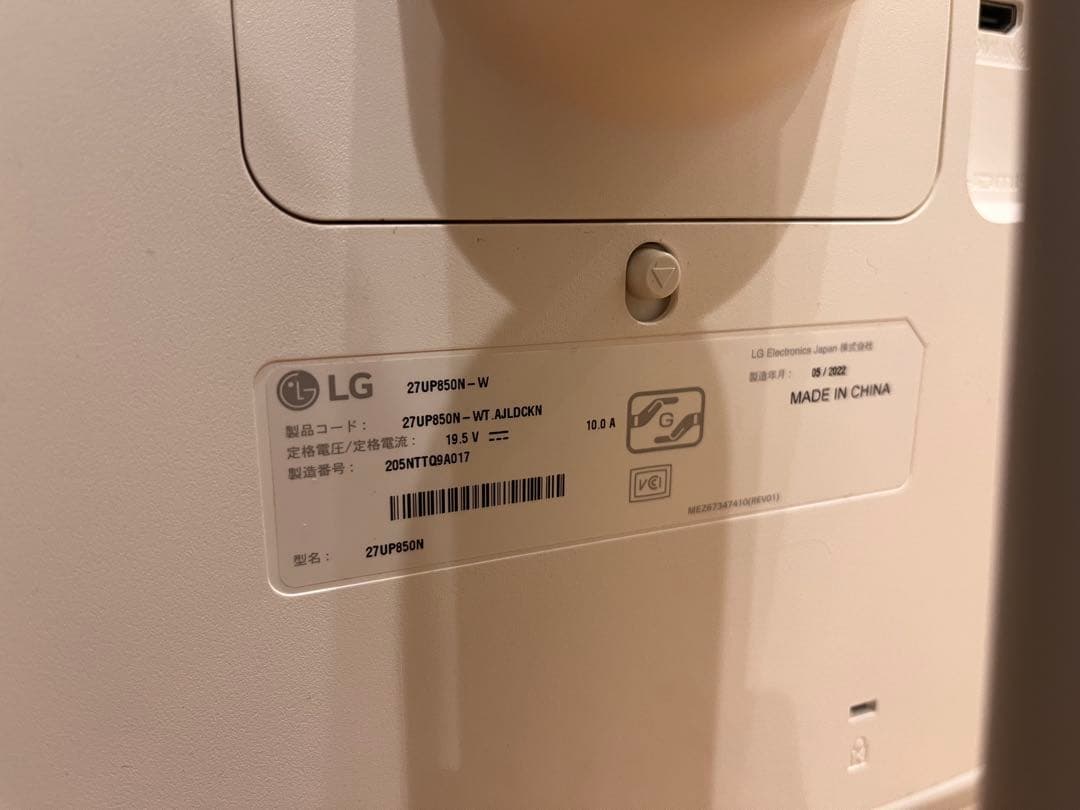 LG 27UP850N-W
製品コード： 27UP850N-WT.AJLDCKN
定格電圧/定格電流： 19.5 V 10.0 A
製造番号： 205NTTQ9A017
型名： 27UP850N
G
VCCI
LG Electronics Japan 株式会社
製造年月： 05 / 2022
MADE IN CHINA
MEZ67347410(REV01)